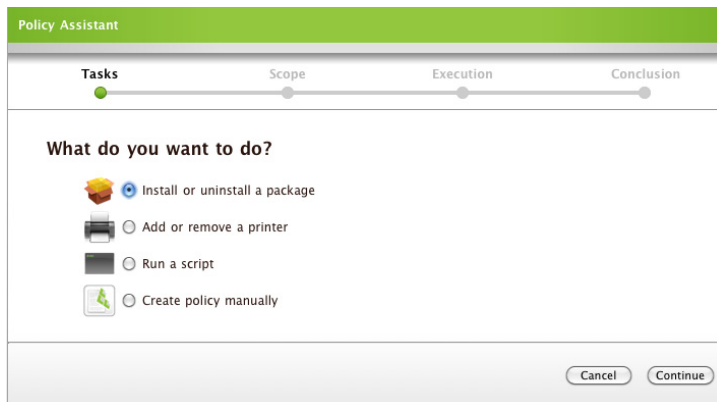 Policy Assistant
Tasks Scope Execution Conclusion
What do you want to do?
Install or uninstall a package
Add or remove a printer
Run a script
Create policy manually
Cancel Continue